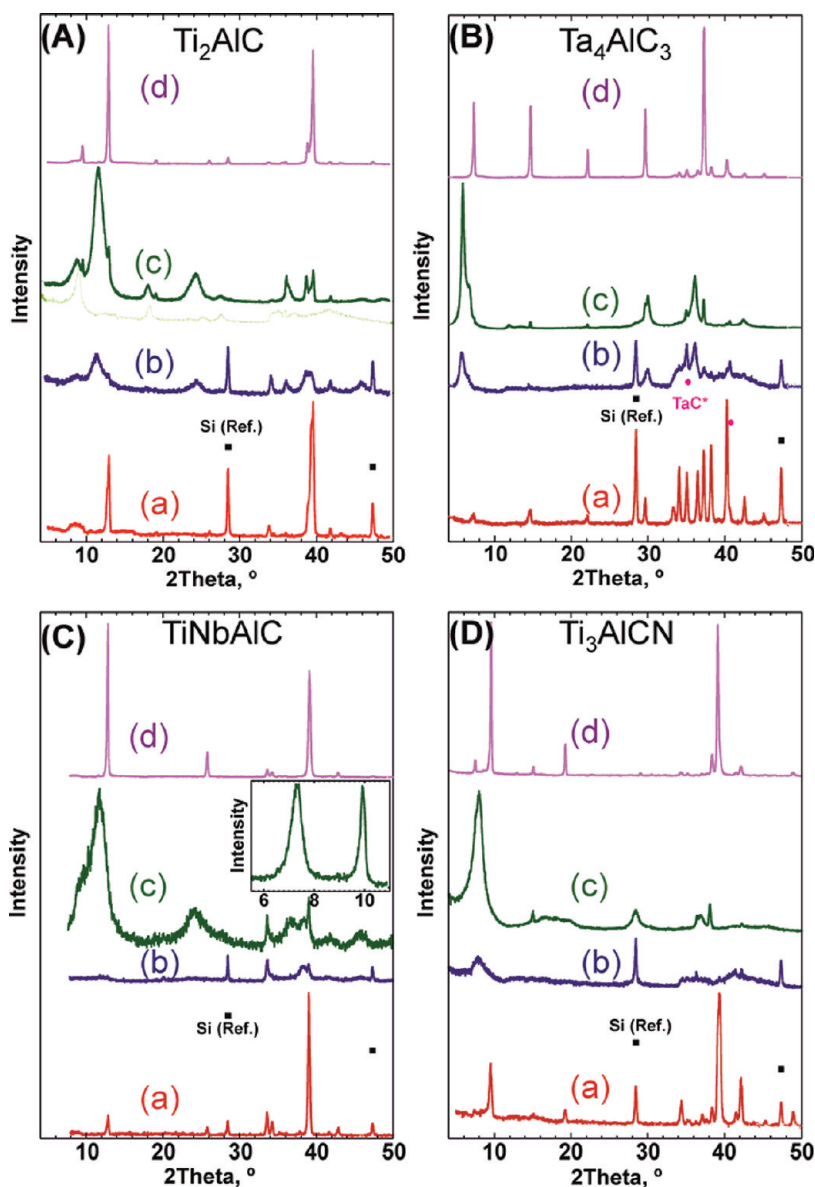 (A) Ti₂AlC
(d)
(c)
(b)
Si (Ref.)
(a)
Intensity
10 20 30 40 50
2Theta, º
(B) Ta₄AlC₃
(d)
(c)
(b)
TaC*
Si (Ref.)
(a)
Intensity
10 20 30 40 50
2Theta, º
(C) TiNbAlC
(d)
Intensity
6 8 10
(c)
(b)
Si (Ref.)
(a)
Intensity
10 20 30 40 50
2Theta, º
(D) Ti₃AlCN
(d)
(c)
(b)
Si (Ref.)
(a)
Intensity
10 20 30 40 50
2Theta, º